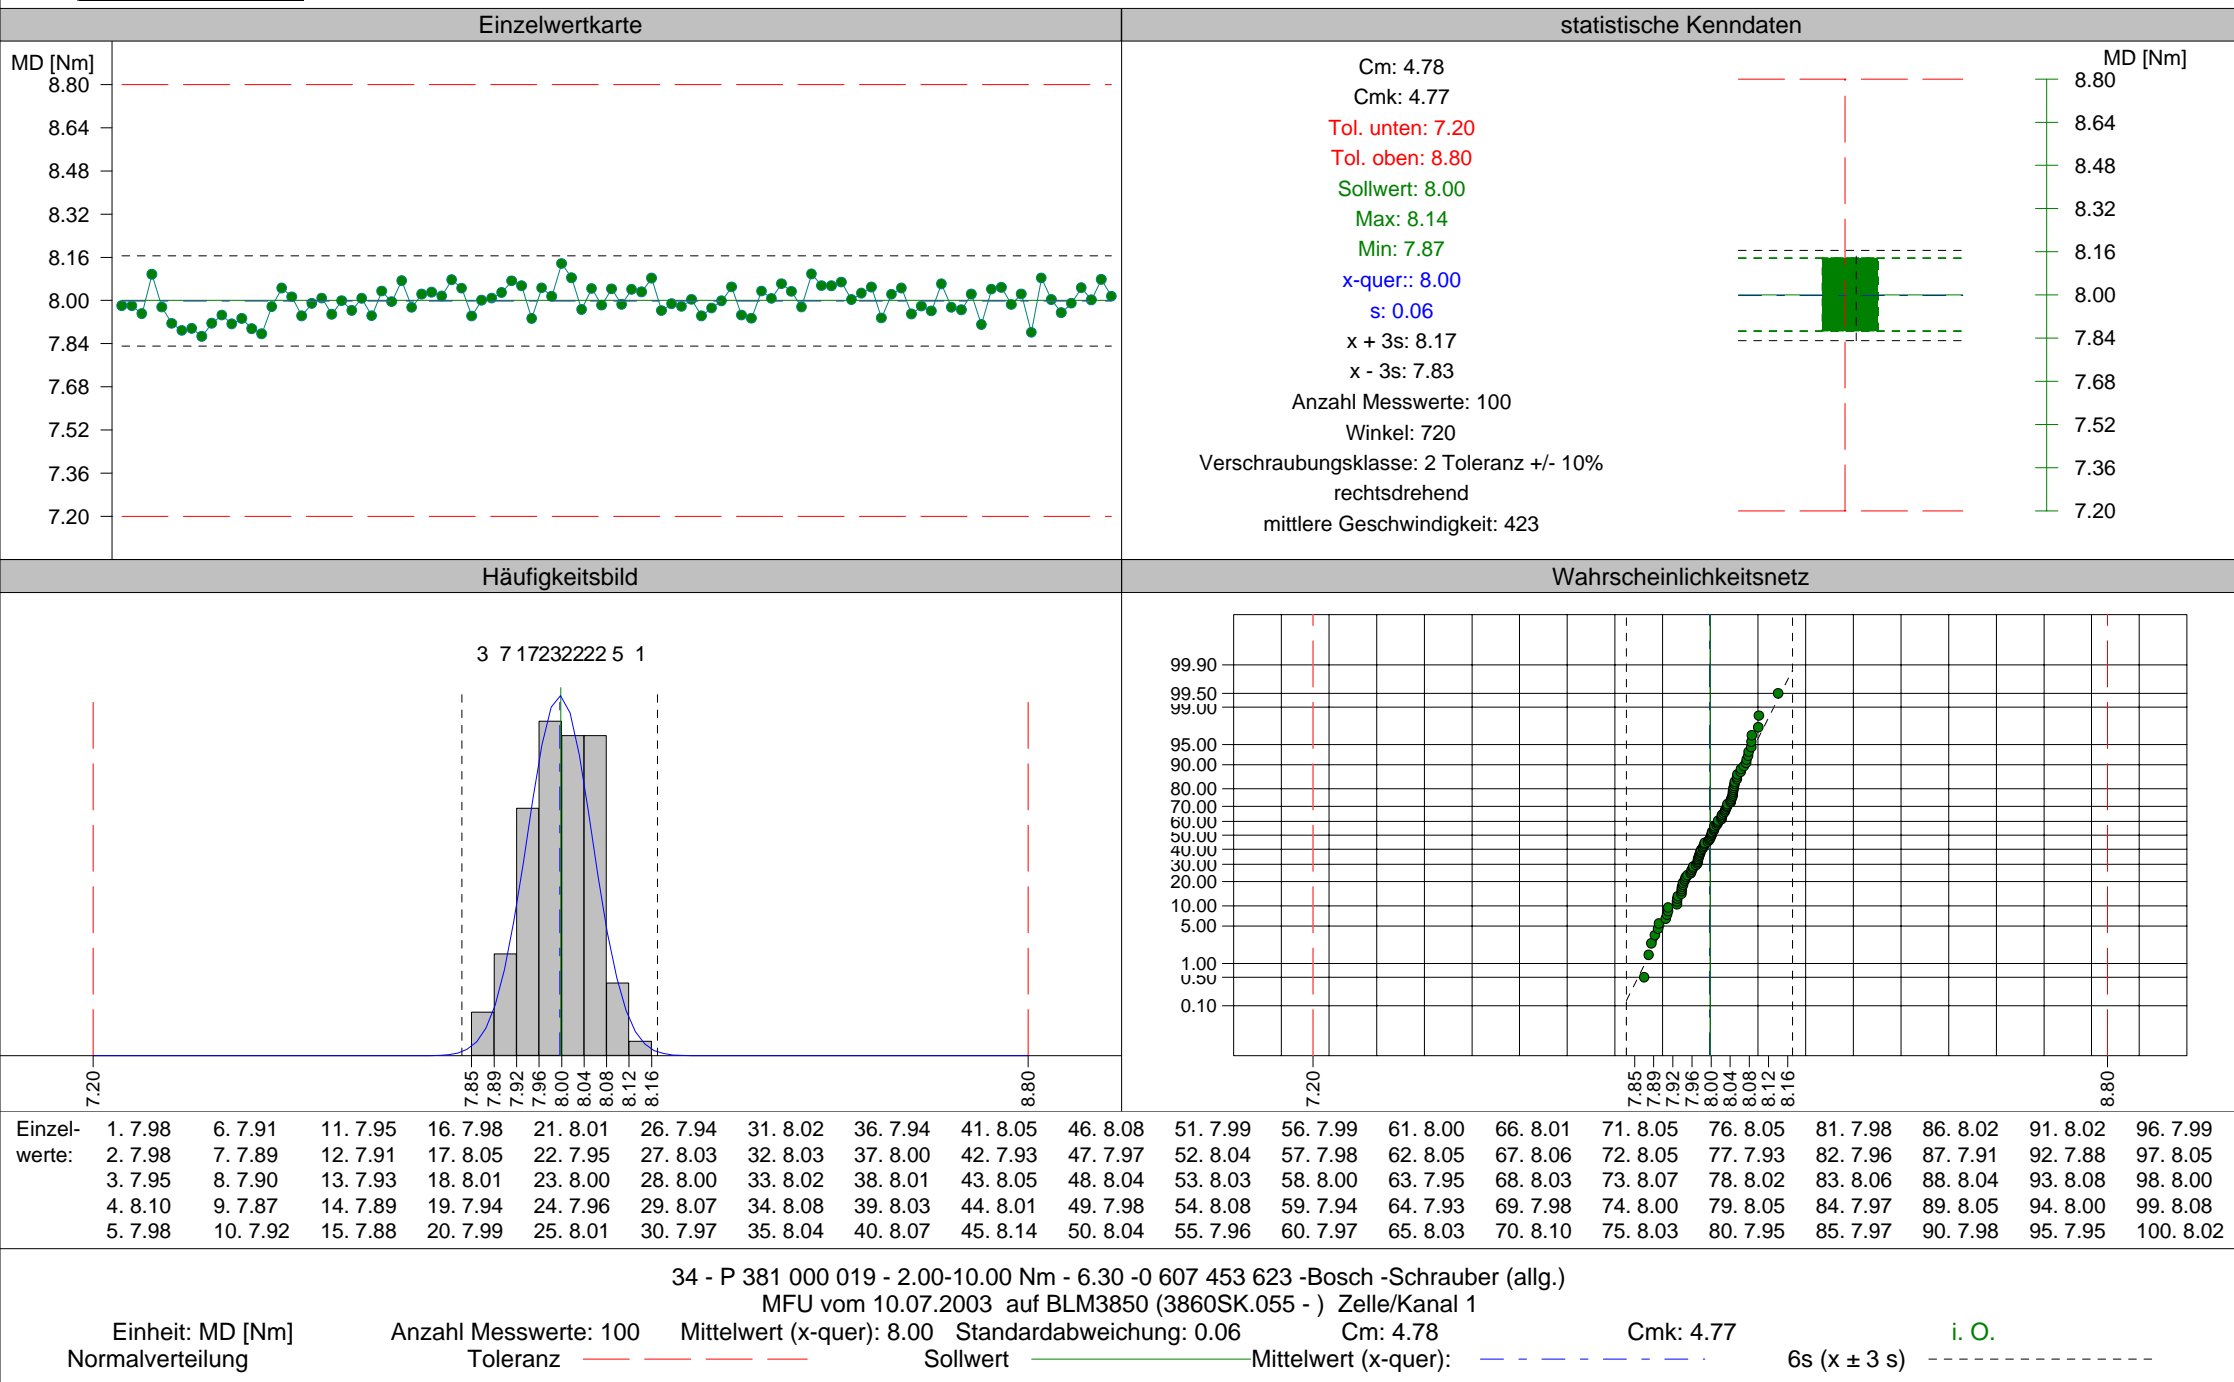 Einzelwertkarte
statistische Kenndaten
MD [Nm]
8.80
8.64
8.48
8.32
8.16
8.00
7.84
7.68
7.52
7.36
7.20
Cm: 4.78
Cmk: 4.77
Tol. unten: 7.20
Tol. oben: 8.80
Sollwert: 8.00
Max: 8.14
Min: 7.87
x-quer:: 8.00
s: 0.06
x + 3s: 8.17
x - 3s: 7.83
Anzahl Messwerte: 100
Winkel: 720
Verschraubungsklasse: 2 Toleranz +/- 10%
rechtsdrehend
mittlere Geschwindigkeit: 423
MD [Nm]
8.80
8.64
8.48
8.32
8.16
8.00
7.84
7.68
7.52
7.36
7.20
Häufigkeitsbild
Wahrscheinlichkeitsnetz
3 7 17232222 5 1
7.20 7.85 7.89 7.92 7.96 8.00 8.04 8.08 8.12 8.16 8.80
99.90
99.50
99.00
95.00
90.00
80.00
70.00
60.00
50.00
40.00
30.00
20.00
10.00
5.00
1.00
0.50
0.10
7.20 7.85 7.89 7.92 7.96 8.00 8.04 8.08 8.12 8.16 8.80
Einzel- 1. 7.98 6. 7.91 11. 7.95 16. 7.98 21. 8.01 26. 7.94 31. 8.02 36. 7.94 41. 8.05 46. 8.08 51. 7.99 56. 7.99 61. 8.00 66. 8.01 71. 8.05 76. 8.05 81. 7.98 86. 8.02 91. 8.02 96. 7.99
werte: 2. 7.98 7. 7.89 12. 7.91 17. 8.05 22. 7.95 27. 8.03 32. 8.03 37. 8.00 42. 7.93 47. 7.97 52. 8.04 57. 7.98 62. 8.05 67. 8.06 72. 8.05 77. 7.93 82. 7.96 87. 7.91 92. 7.88 97. 8.05
3. 7.95 8. 7.90 13. 7.93 18. 8.01 23. 8.00 28. 8.00 33. 8.02 38. 8.01 43. 8.05 48. 8.04 53. 8.03 58. 8.00 63. 7.95 68. 8.03 73. 8.07 78. 8.02 83. 8.06 88. 8.04 93. 8.08 98. 8.00
4. 8.10 9. 7.87 14. 7.89 19. 7.94 24. 7.96 29. 8.07 34. 8.08 39. 8.03 44. 8.01 49. 7.98 54. 8.08 59. 7.94 64. 7.93 69. 7.98 74. 8.00 79. 8.05 84. 7.97 89. 8.05 94. 8.00 99. 8.08
5. 7.98 10. 7.92 15. 7.88 20. 7.99 25. 8.01 30. 7.97 35. 8.04 40. 8.07 45. 8.14 50. 8.04 55. 7.96 60. 7.97 65. 8.03 70. 8.10 75. 8.03 80. 7.95 85. 7.97 90. 7.98 95. 7.95 100. 8.02
34 - P 381 000 019 - 2.00-10.00 Nm - 6.30 -0 607 453 623 -Bosch -Schrauber (allg.)
MFU vom 10.07.2003 auf BLM3850 (3860SK.055 - ) Zelle/Kanal 1
Einheit: MD [Nm] Anzahl Messwerte: 100 Mittelwert (x-quer): 8.00 Standardabweichung: 0.06 Cm: 4.78 Cmk: 4.77 i. O.
Normalverteilung Toleranz Sollwert Mittelwert (x-quer): 6s (x ± 3 s)